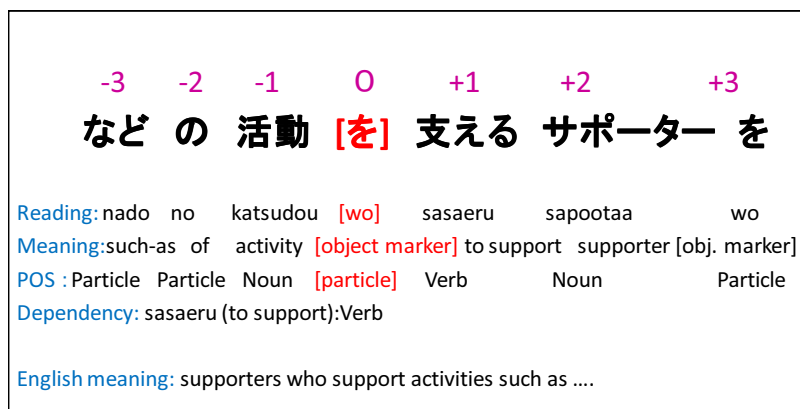 -3 -2 -1 O +1 +2 +3
など の 活動 [を] 支える サポーター を
Reading: nado no katsudou [wo] sasaeru sapootaa wo
Meaning:such-as of activity [object marker] to support supporter [obj. marker]
POS : Particle Particle Noun [particle] Verb Noun Particle
Dependency: sasaeru (to support):Verb
English meaning: supporters who support activities such as ....